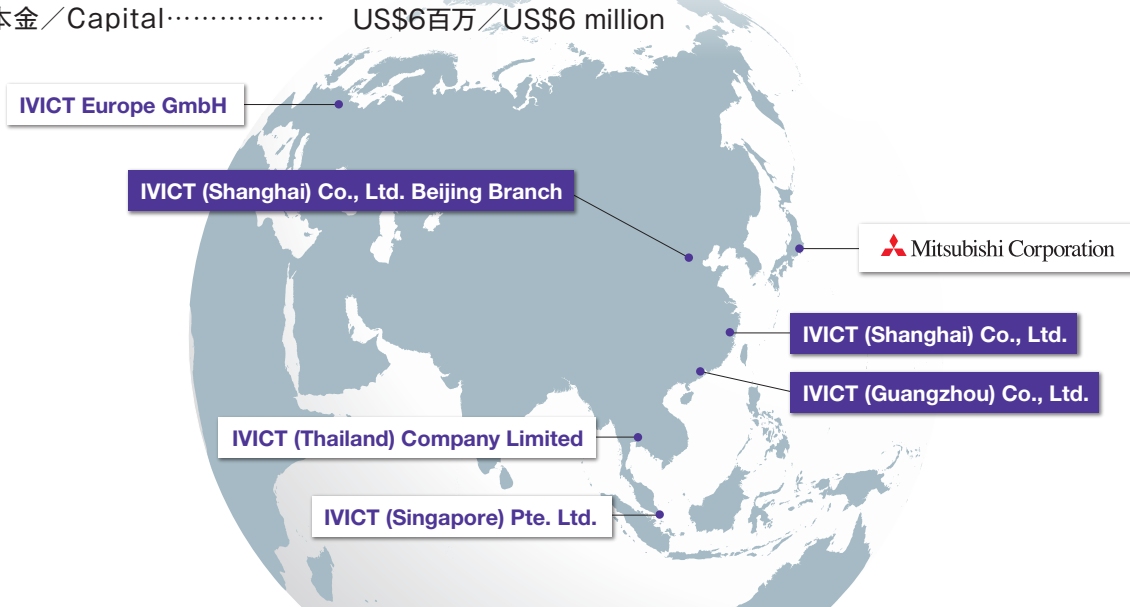 本金／Capital……………… US$6百万／US$6 million
IVICT Europe GmbH
IVICT (Shanghai) Co., Ltd. Beijing Branch
Mitsubishi Corporation
IVICT (Shanghai) Co., Ltd.
IVICT (Guangzhou) Co., Ltd.
IVICT (Thailand) Company Limited
IVICT (Singapore) Pte. Ltd.